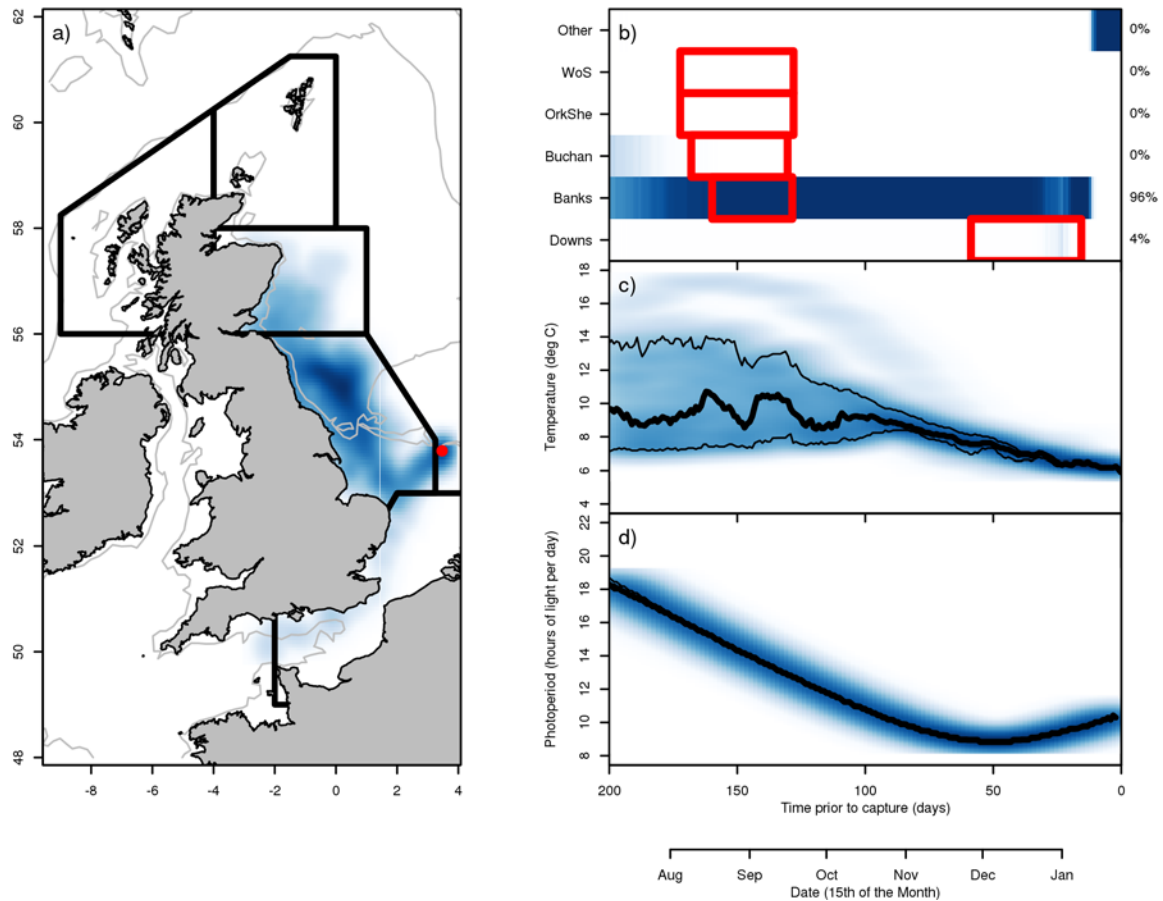 a)
62
60
58
56
54
52
50
48
-8 -6 -4 -2 0 2 4
b)
Other 0%
WoS 0%
OrkShe 0%
Buchan 0%
Banks 96%
Downs 4%
c)
Temperature (deg C)
18
16
14
12
10
8
6
4
d)
Photoperiod (hours of light per day)
22
20
18
16
14
12
10
8
200 150 100 50 0
Time prior to capture (days)
Aug Sep Oct Nov Dec Jan
Date (15th of the Month)